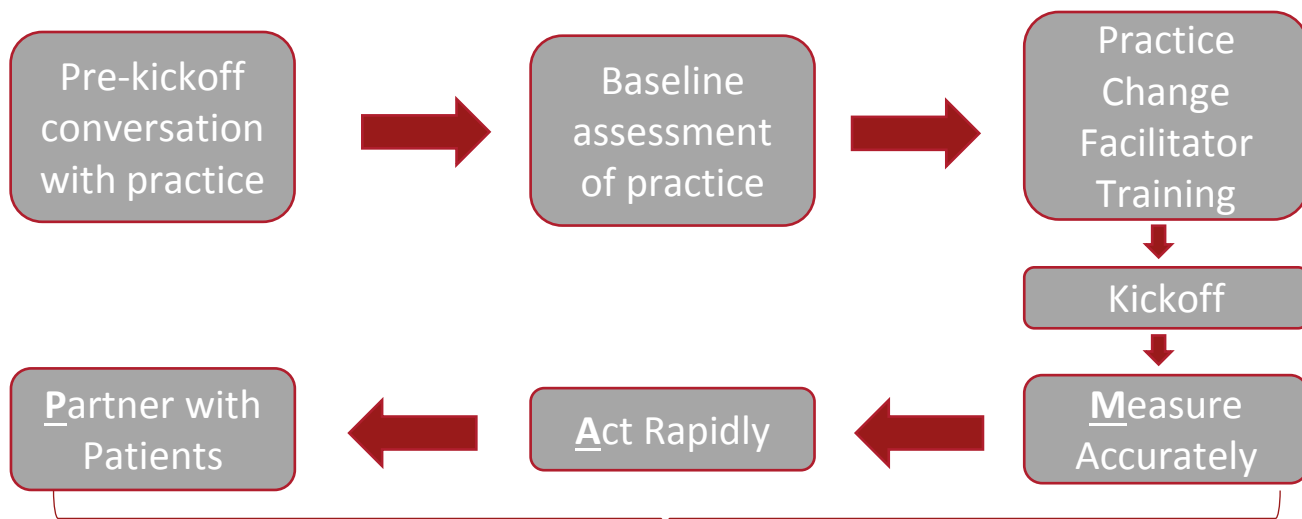 Pre-kickoff
conversation
with practice
Baseline
assessment
of practice
Practice
Change
Facilitator
Training
Kickoff
Measure
Accurately
Act Rapidly
Partner with
Patients